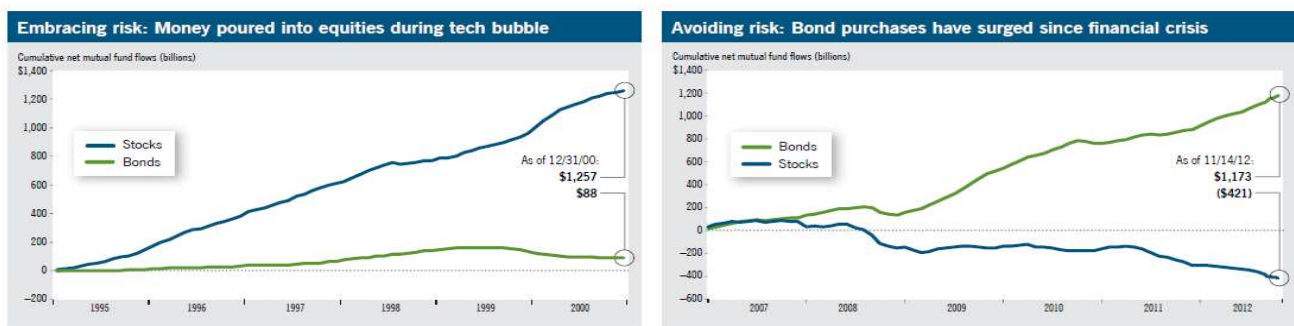 Embracing risk: Money poured into equities during tech bubble
Cumulative net mutual fund flows (billions)
$1,400
1,200
1,000
800
600
400
200
0
−200
Stocks
Bonds
As of 12/31/00:
$1,257
$88
1995 1996 1997 1998 1999 2000
Avoiding risk: Bond purchases have surged since financial crisis
Cumulative net mutual fund flows (billions)
$1,400
1,200
1,000
800
600
400
200
0
−200
−400
−600
Bonds
Stocks
As of 11/14/12:
$1,173
($421)
2007 2008 2009 2010 2011 2012